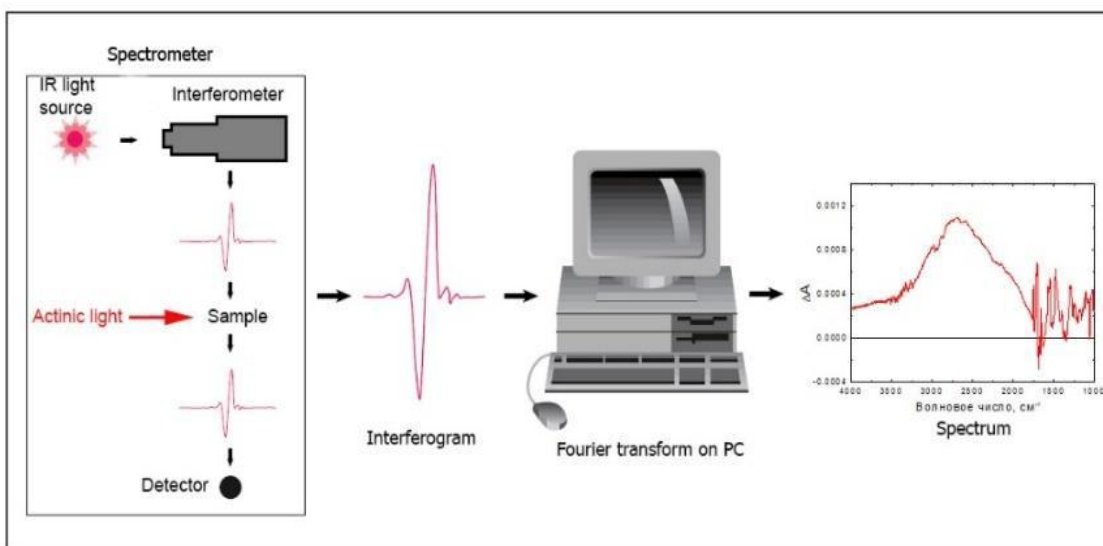 Spectrometer
IR light
source
Interferometer
Actinic light
Sample
Detector
Interferogram
Fourier transform on PC
0.0012
0.0008
0.0004
0.0000
-0.0004
ΔA
4000 3500 3000 2500 2000 1500 1000
Волновое число, см⁻¹
Spectrum